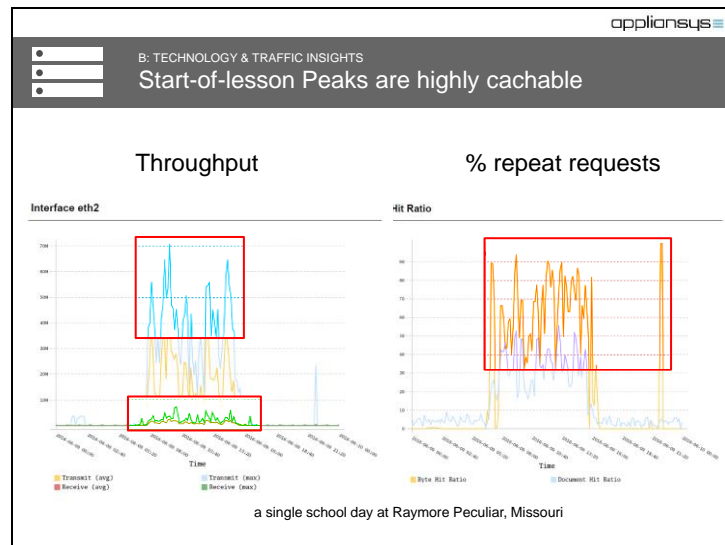 appliansys
B: TECHNOLOGY & TRAFFIC INSIGHTS
Start-of-lesson Peaks are highly cachable
Throughput
% repeat requests
Interface eth2
Hit Ratio
70M
60M
50M
40M
30M
20M
10M
90
80
70
60
50
40
30
20
10
0
Time
Time
Transmit (avg)
Transmit (max)
Receive (avg)
Receive (max)
Byte Hit Ratio
Document Hit Ratio
a single school day at Raymore Peculiar, Missouri